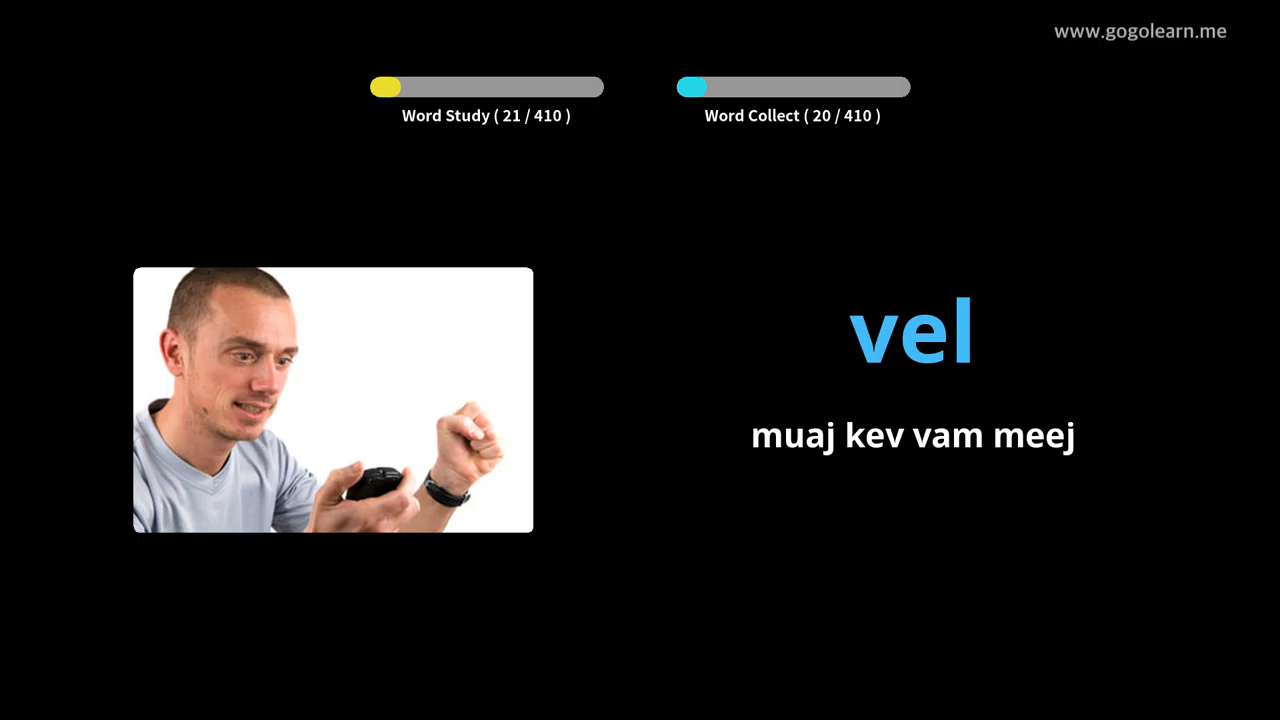 www.gogolearn.me
Word Study ( 21 / 410 )
Word Collect ( 20 / 410 )
vel
muaj kev vam meej